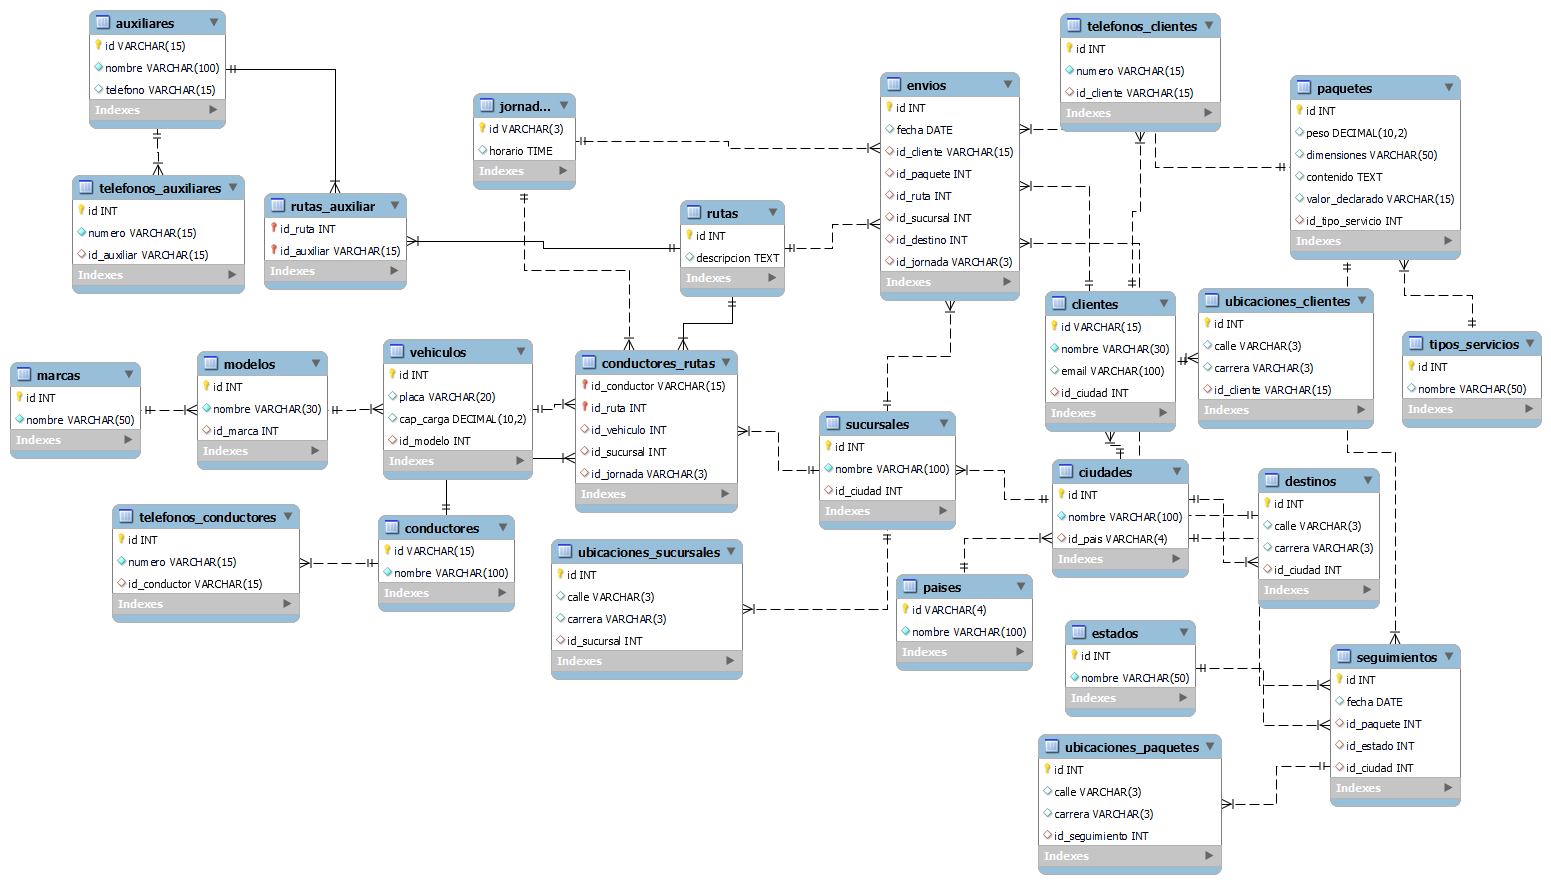 auxiliares
id VARCHAR(15)
nombre VARCHAR(100)
telefono VARCHAR(15)
Indexes
telefonos_auxiliares
id INT
numero VARCHAR(15)
id_auxiliar VARCHAR(15)
Indexes
rutas_auxiliar
id_ruta INT
id_auxiliar VARCHAR(15)
Indexes
jornad...
id VARCHAR(3)
horario TIME
Indexes
rutas
id INT
descripcion TEXT
Indexes
envios
id INT
fecha DATE
id_cliente VARCHAR(15)
id_paquete INT
id_ruta INT
id_sucursal INT
id_destino INT
id_jornada VARCHAR(3)
Indexes
telefonos_clientes
id INT
numero VARCHAR(15)
id_cliente VARCHAR(15)
Indexes
paquetes
id INT
peso DECIMAL(10,2)
dimensiones VARCHAR(50)
contenido TEXT
valor_declarado VARCHAR(15)
id_tipo_servicio INT
Indexes
clientes
id VARCHAR(15)
nombre VARCHAR(30)
email VARCHAR(100)
id_ciudad INT
Indexes
ubicaciones_clientes
id INT
calle VARCHAR(3)
carrera VARCHAR(3)
id_cliente VARCHAR(15)
Indexes
tipos_servicios
id INT
nombre VARCHAR(50)
Indexes
marcas
id INT
nombre VARCHAR(50)
Indexes
modelos
id INT
nombre VARCHAR(30)
id_marca INT
Indexes
vehiculos
id INT
placa VARCHAR(20)
cap_carga DECIMAL(10,2)
id_modelo INT
Indexes
conductores_rutas
id_conductor VARCHAR(15)
id_ruta INT
id_vehiculo INT
id_sucursal INT
id_jornada VARCHAR(3)
Indexes
sucursales
id INT
nombre VARCHAR(100)
id_ciudad INT
Indexes
ciudades
id INT
nombre VARCHAR(100)
id_pais VARCHAR(4)
Indexes
destinos
id INT
calle VARCHAR(3)
carrera VARCHAR(3)
id_ciudad INT
Indexes
telefonos_conductores
id INT
numero VARCHAR(15)
id_conductor VARCHAR(15)
Indexes
conductores
id VARCHAR(15)
nombre VARCHAR(100)
Indexes
ubicaciones_sucursales
id INT
calle VARCHAR(3)
carrera VARCHAR(3)
id_sucursal INT
Indexes
paises
id VARCHAR(4)
nombre VARCHAR(100)
Indexes
estados
id INT
nombre VARCHAR(50)
Indexes
seguimientos
id INT
fecha DATE
id_paquete INT
id_estado INT
id_ciudad INT
Indexes
ubicaciones_paquetes
id INT
calle VARCHAR(3)
carrera VARCHAR(3)
id_seguimiento INT
Indexes